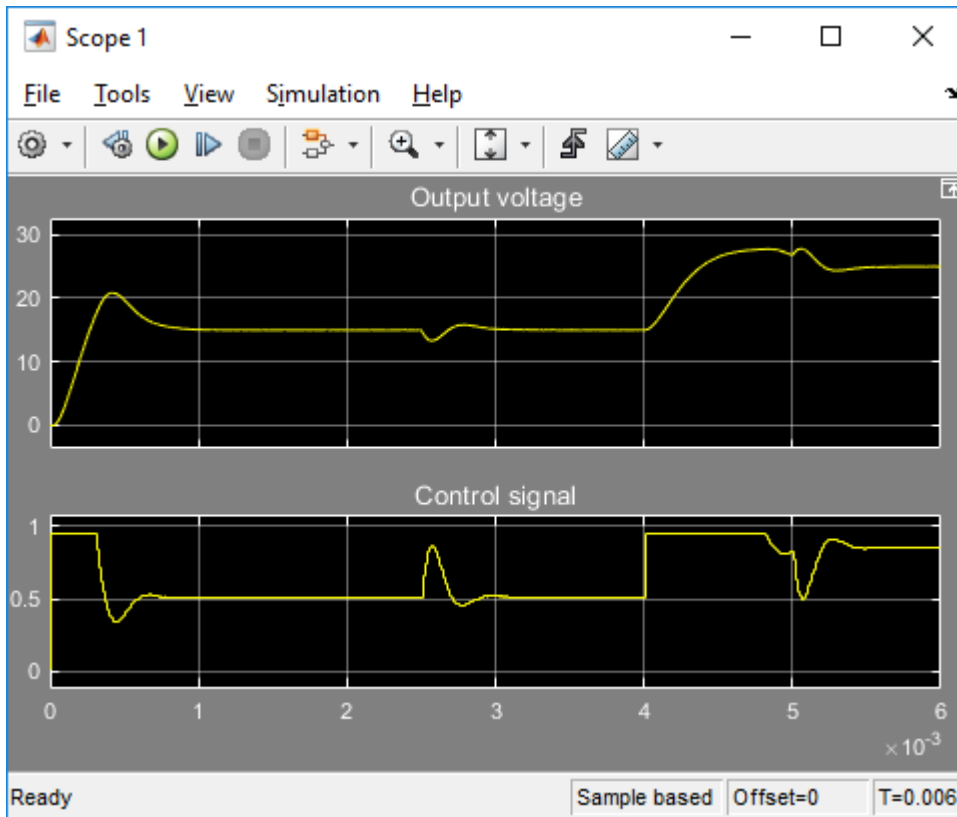 Scope 1
File Tools View Simulation Help
Output voltage
30
20
10
0
Control signal
1
0.5
0
0 1 2 3 4 5 6
×10-3
Ready Sample based Offset=0 T=0.006